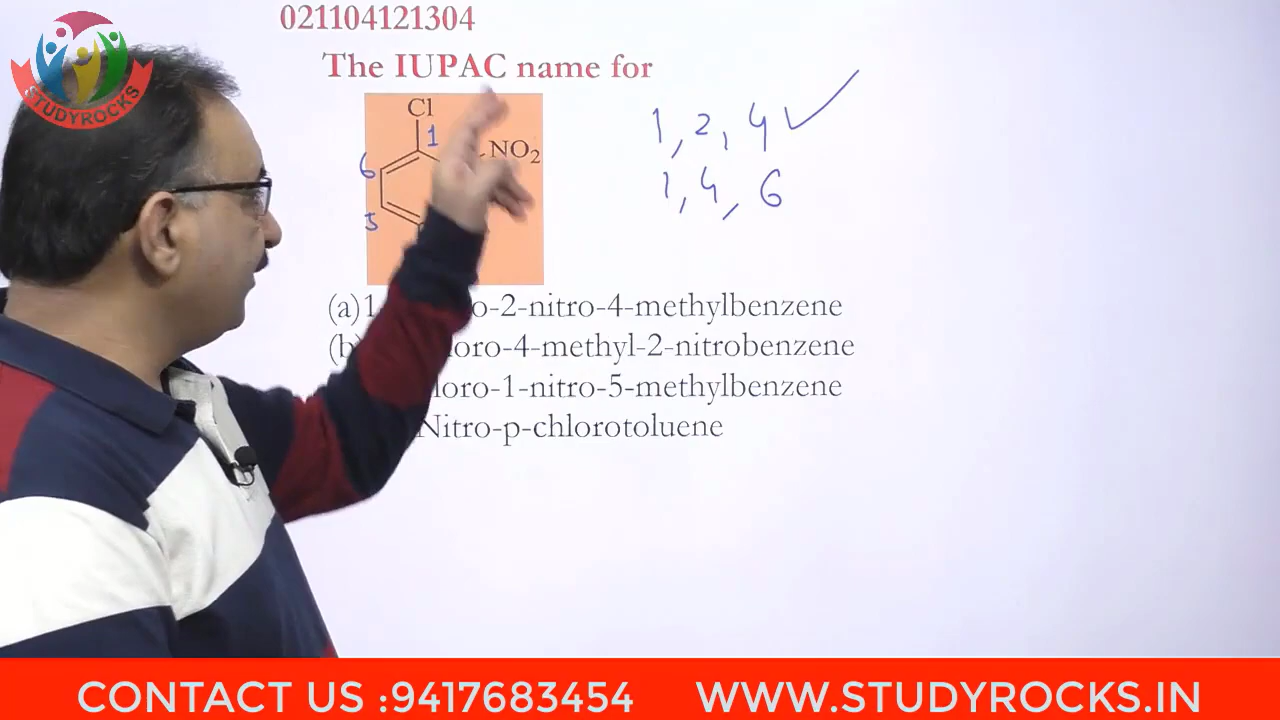 STUDYROCKS
021104121304
The IUPAC name for
Cl
1
NO2
6
5
1, 2, 4 ✓
1, 4, 6
(a) 1 o-2-nitro-4-methylbenzene
(b) oro-4-methyl-2-nitrobenzene
loro-1-nitro-5-methylbenzene
Nitro-p-chlorotoluene
CONTACT US :9417683454 WWW.STUDYROCKS.IN